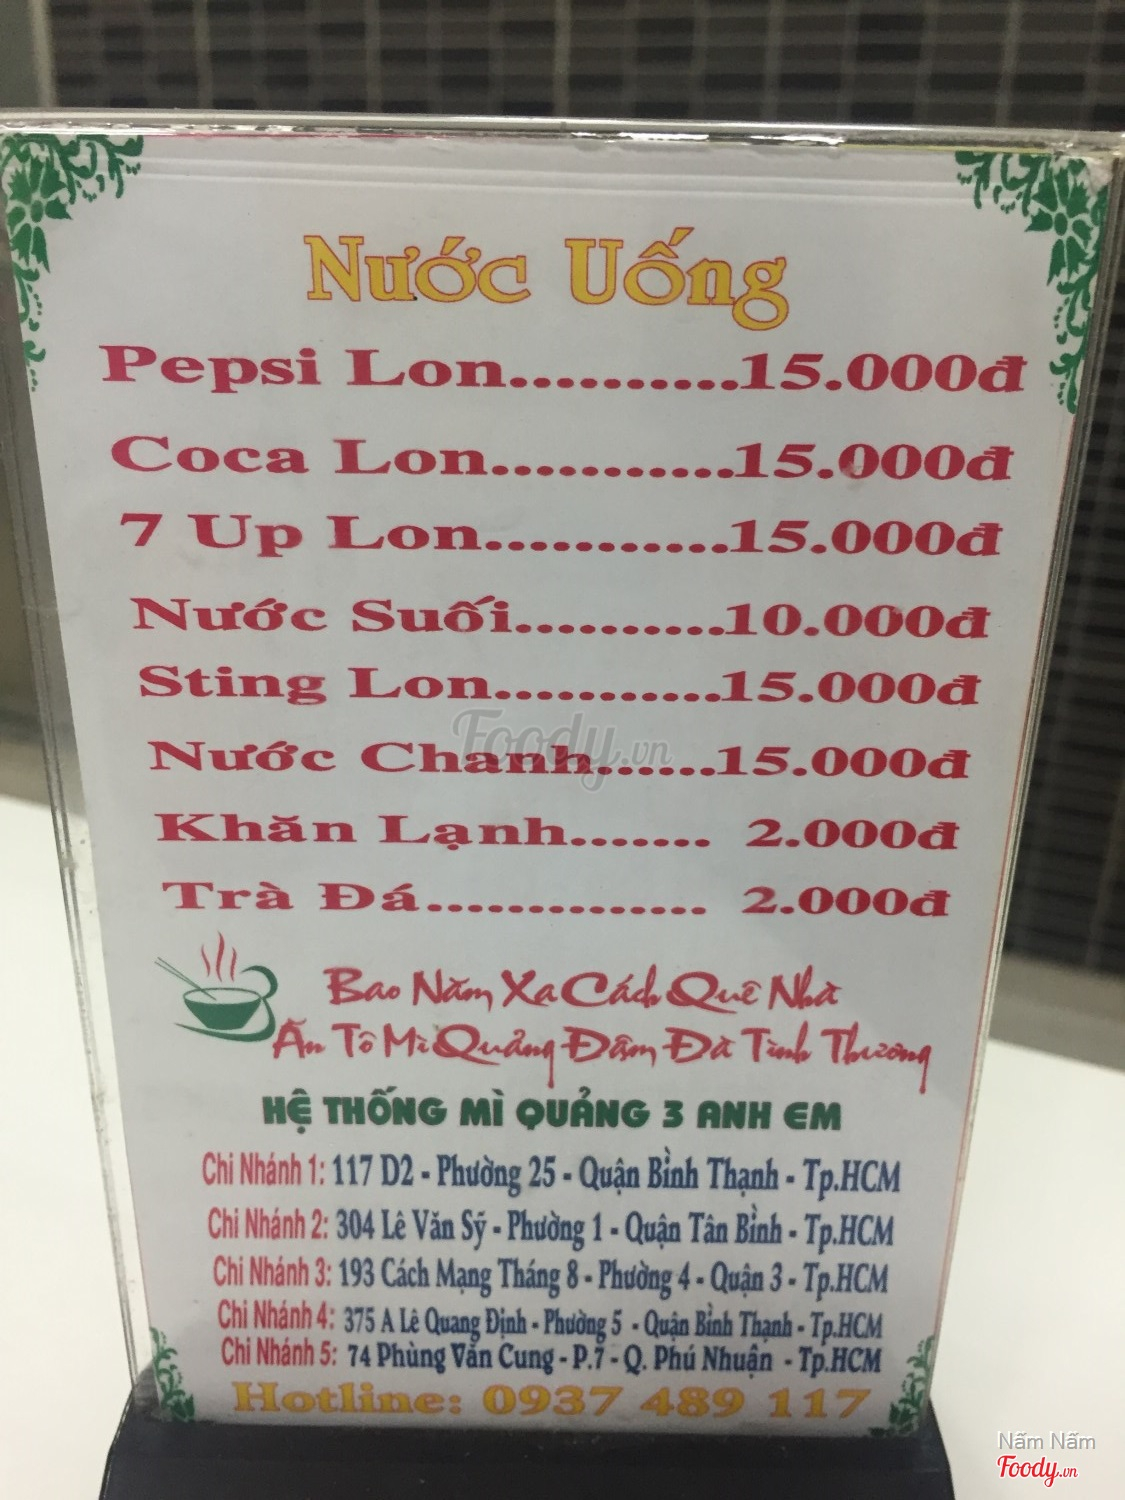 Nước Uống
Pepsi Lon..........15.000đ
Coca Lon...........15.000đ
7 Up Lon...........15.000đ
Nước Suối..........10.000đ
Sting Lon...........15.000đ
Nước Chanh......15.000đ
Foody.vn
Khăn Lạnh....... 2.000đ
Trà Đá.............. 2.000đ
Bao Năm Xa Cách Quê Nhà
Ăn Tô Mì Quảng Đậm Đà Tình Thương
HỆ THỐNG MÌ QUẢNG 3 ANH EM
Chi Nhánh 1: 117 D2 - Phường 25 - Quận Bình Thạnh - Tp.HCM
Chi Nhánh 2: 304 Lê Văn Sỹ - Phường 1 - Quận Tân Bình - Tp.HCM
Chi Nhánh 3: 193 Cách Mạng Tháng 8 - Phường 4 - Quận 3 - Tp.HCM
Chi Nhánh 4: 375 A Lê Quang Định - Phường 5 - Quận Bình Thạnh - Tp.HCM
Chi Nhánh 5: 74 Phùng Văn Cung - P.7 - Q. Phú Nhuận - Tp.HCM
Hotline: 0937 489 117
Nấm Nấm
Foody.vn